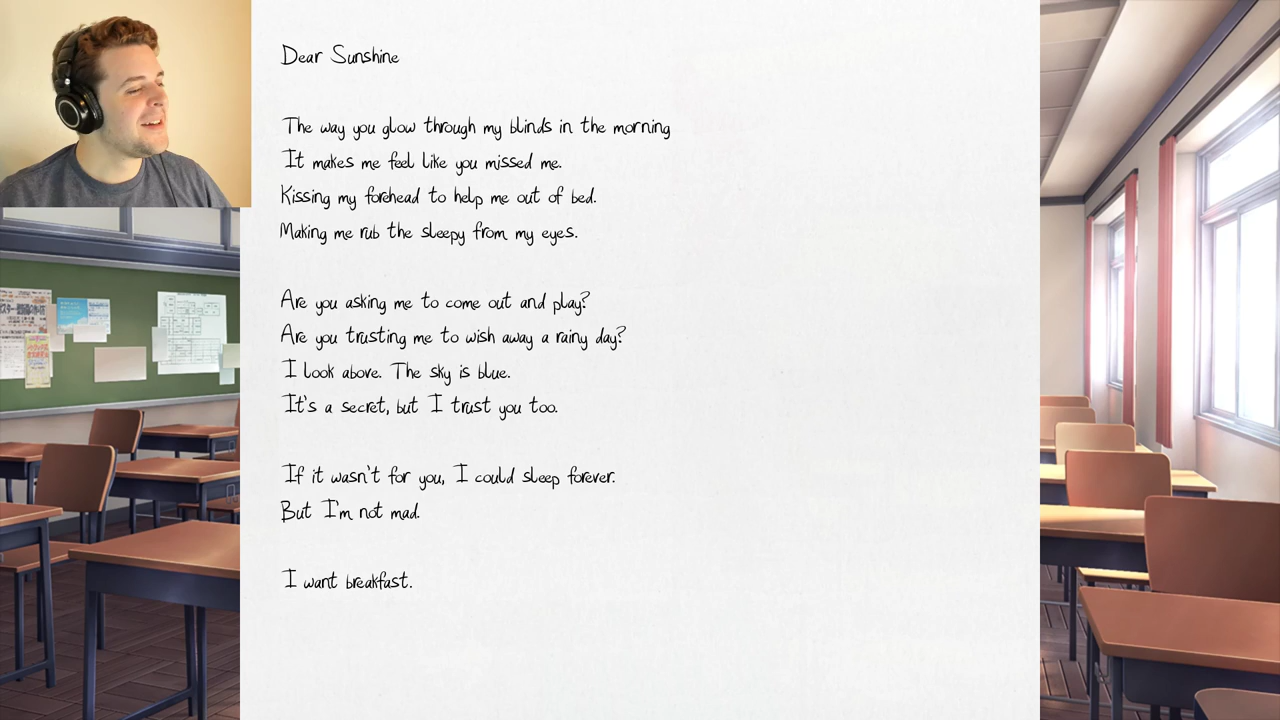 Dear Sunshine
The way you glow through my blinds in the morning
It makes me feel like you missed me.
Kissing my forehead to help me out of bed.
Making me rub the sleepy from my eyes.
Are you asking me to come out and play?
Are you trusting me to wish away a rainy day?
I look above. The sky is blue.
It's a secret, but I trust you too.
If it wasn't for you, I could sleep forever.
But I'm not mad.
I want breakfast.